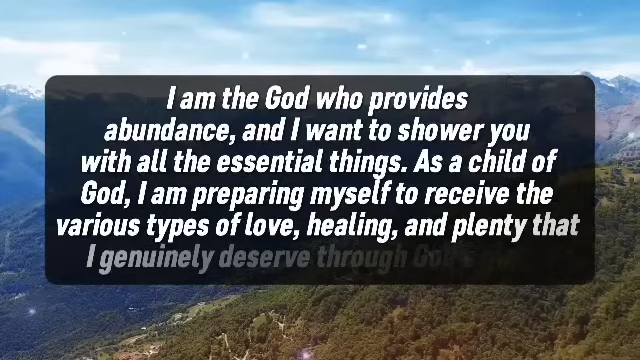 I am the God who provides
abundance, and I want to shower you
with all the essential things. As a child of
God, I am preparing myself to receive the
various types of love, healing, and plenty that
I genuinely deserve through